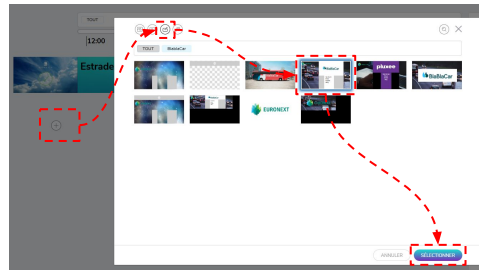 TOUT
12:00
Estrade
TOUT BlablaCar
BlaBlaCar
pluxee
BlaBlaCar
EURONEXT
ANNULER SÉLECTIONNER